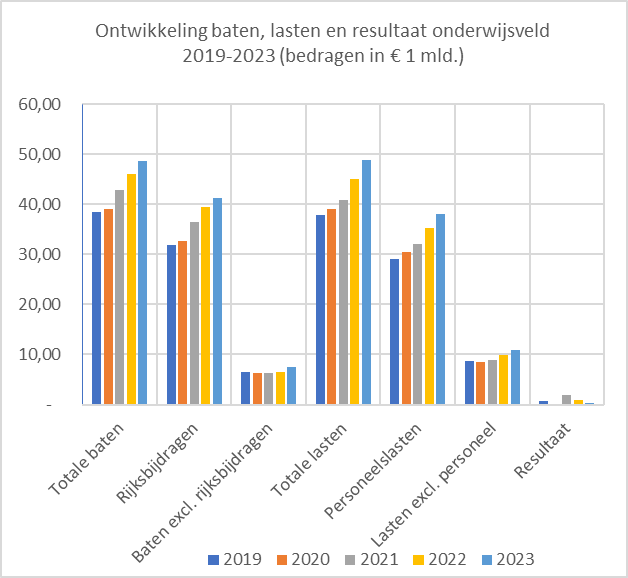 Ontwikkeling baten, lasten en resultaat onderwijsveld
2019-2023 (bedragen in € 1 mld.)
60,00
50,00
40,00
30,00
20,00
10,00
-
Totale baten
Rijksbijdragen
Baten excl. rijksbijdragen
Totale lasten
Personeelslasten
Lasten excl. personeel
Resultaat
2019 2020 2021 2022 2023